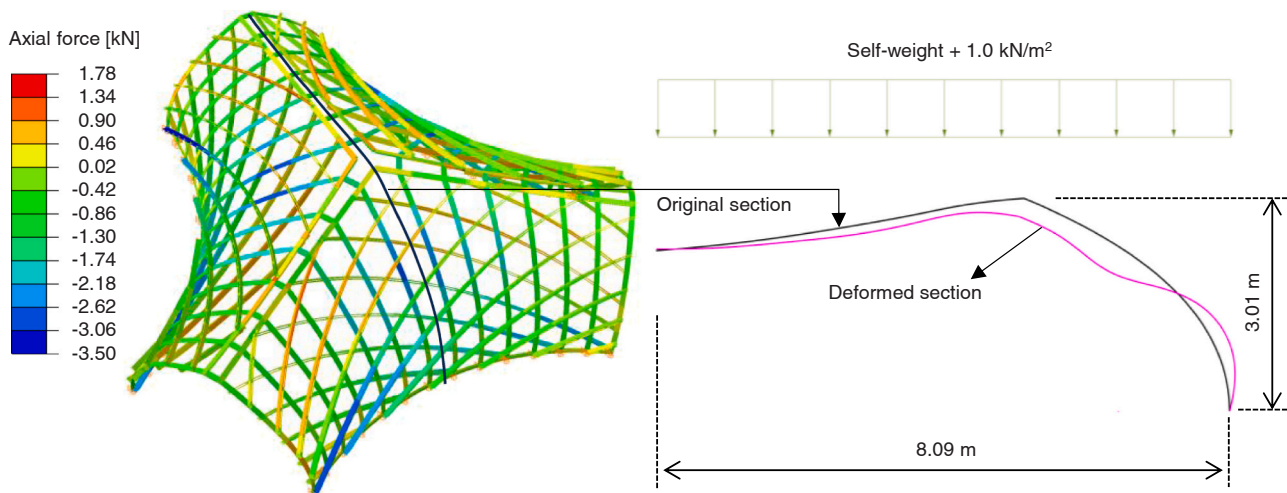 Axial force [kN]
1.78
1.34
0.90
0.46
0.02
-0.42
-0.86
-1.30
-1.74
-2.18
-2.62
-3.06
-3.50
Self-weight + 1.0 kN/m²
Original section
Deformed section
3.01 m
8.09 m